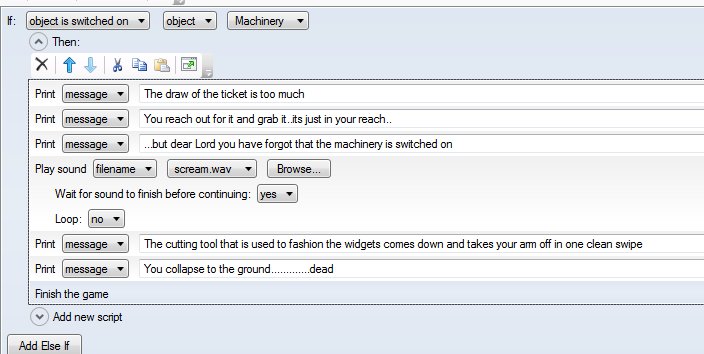 If: object is switched on object Machinery
Then:
Print message The draw of the ticket is too much
Print message You reach out for it and grab it..its just in your reach..
Print message ...but dear Lord you have forgot that the machinery is switched on
Play sound filename scream.wav Browse...
Wait for sound to finish before continuing: yes
Loop: no
Print message The cutting tool that is used to fashion the widgets comes down and takes your arm off in one clean swipe
Print message You collapse to the ground.............dead
Finish the game
Add new script
Add Else If